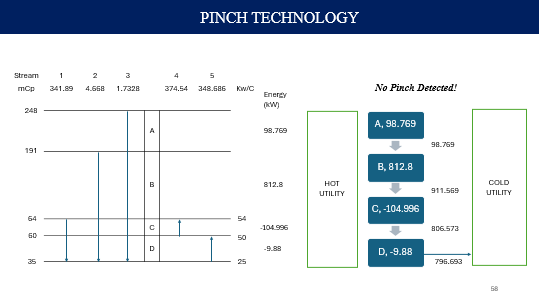 PINCH TECHNOLOGY
Stream 1 2 3 4 5
mCp 341.89 4.668 1.7328 374.54 348.686 Kw/C
Energy
(kW)
No Pinch Detected!
248
A
98.769
A, 98.769
98.769
191
B
812.8
B, 812.8
HOT
UTILITY
COLD
UTILITY
911.569
64
54
C
-104.996
C, -104.996
806.573
60
50
D
-9.88
D, -9.88
796.693
35
25
58